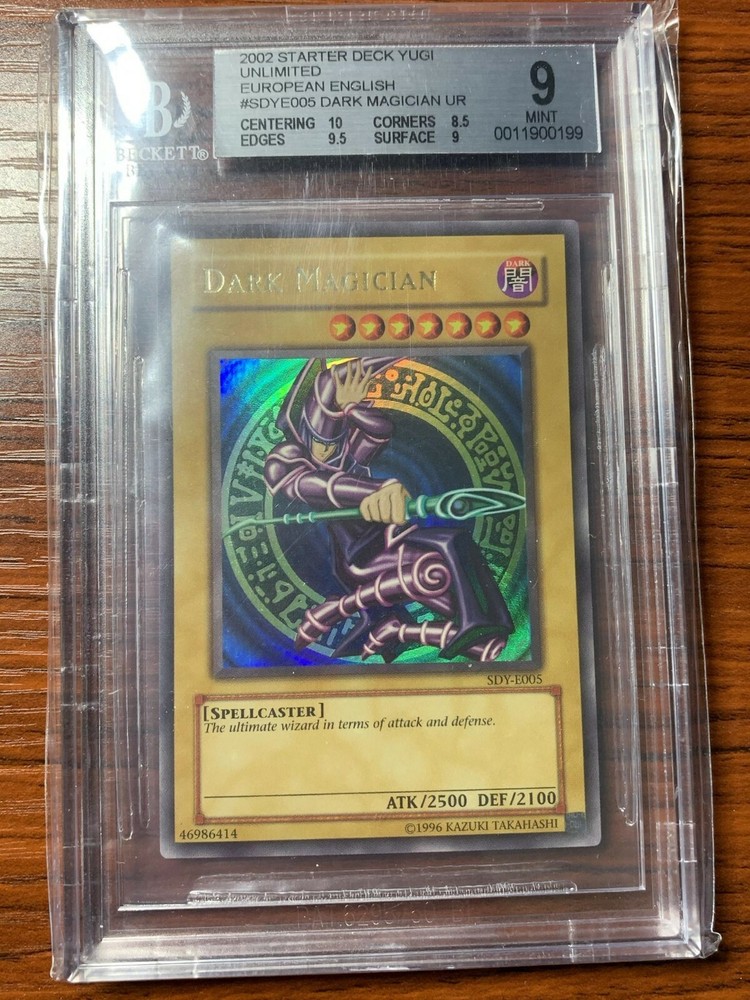 2002 STARTER DECK YUGI
UNLIMITED
EUROPEAN ENGLISH
#SDYE005 DARK MAGICIAN UR
CENTERING 10 CORNERS 8.5
EDGES 9.5 SURFACE 9
9
MINT
0011900199
B
BECKETT®
DARK MAGICIAN
DARK
闇
SDY-E005
[SPELLCASTER]
The ultimate wizard in terms of attack and defense.
ATK/2500 DEF/2100
46986414
©1996 KAZUKI TAKAHASHI